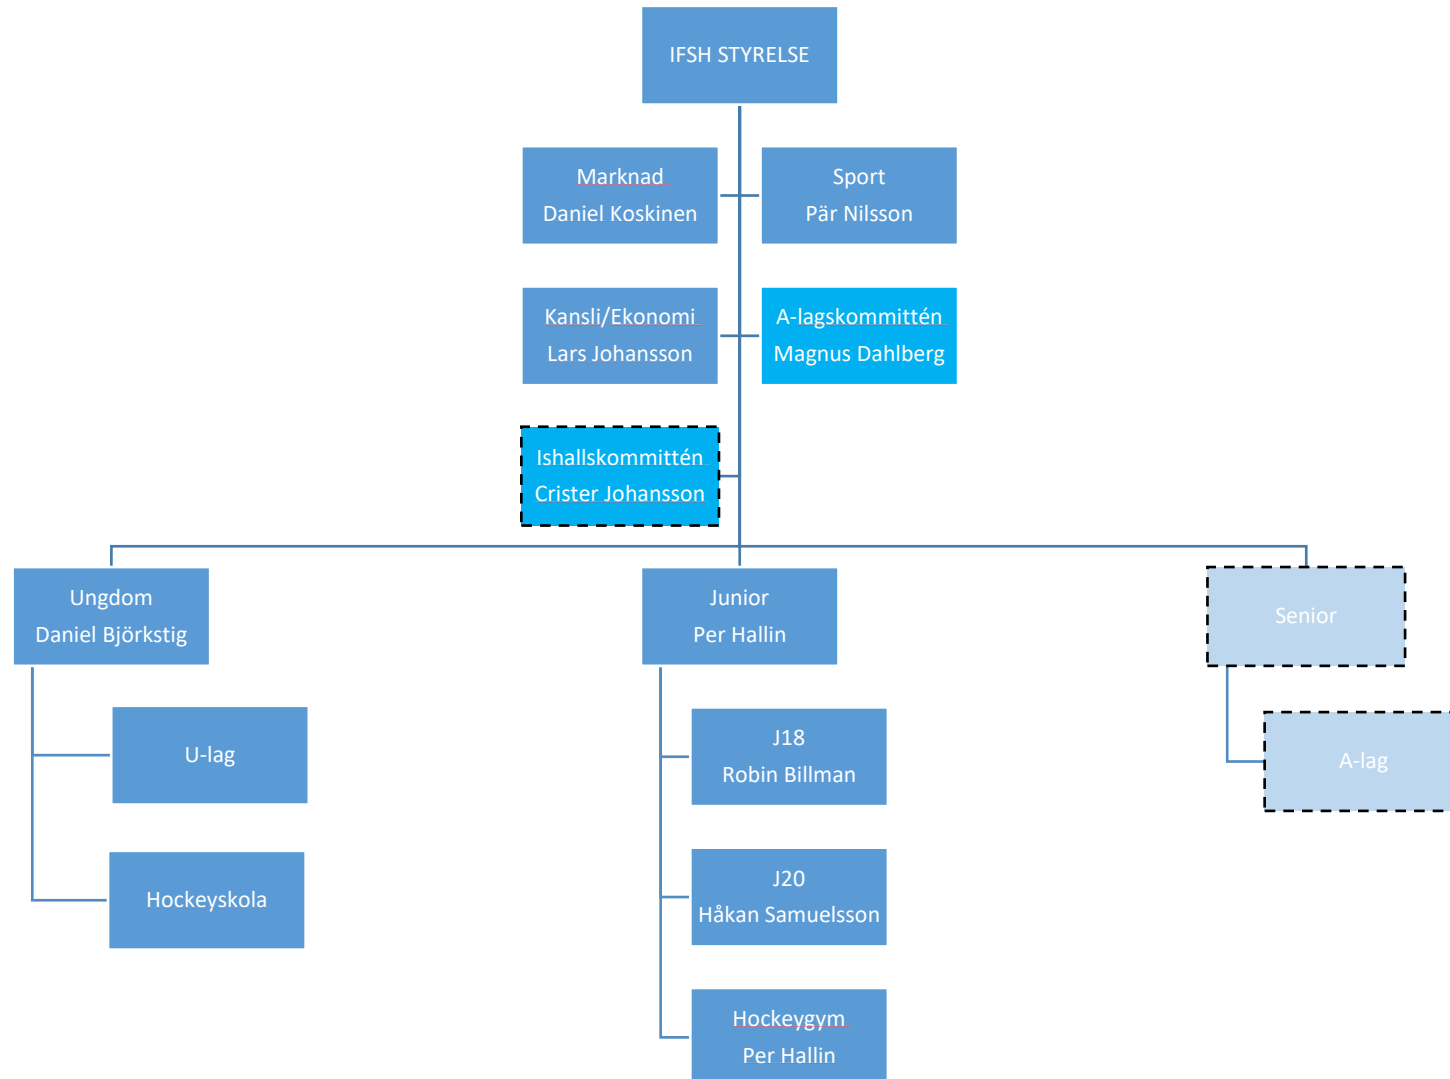 IFSH STYRELSE
Marknad
Daniel Koskinen
Sport
Pär Nilsson
Kansli/Ekonomi
Lars Johansson
A-lagskommittén
Magnus Dahlberg
Ishallskommittén
Crister Johansson
Ungdom
Daniel Björkstig
Junior
Per Hallin
Senior
U-lag
J18
Robin Billman
A-lag
Hockeyskola
J20
Håkan Samuelsson
Hockeygym
Per Hallin